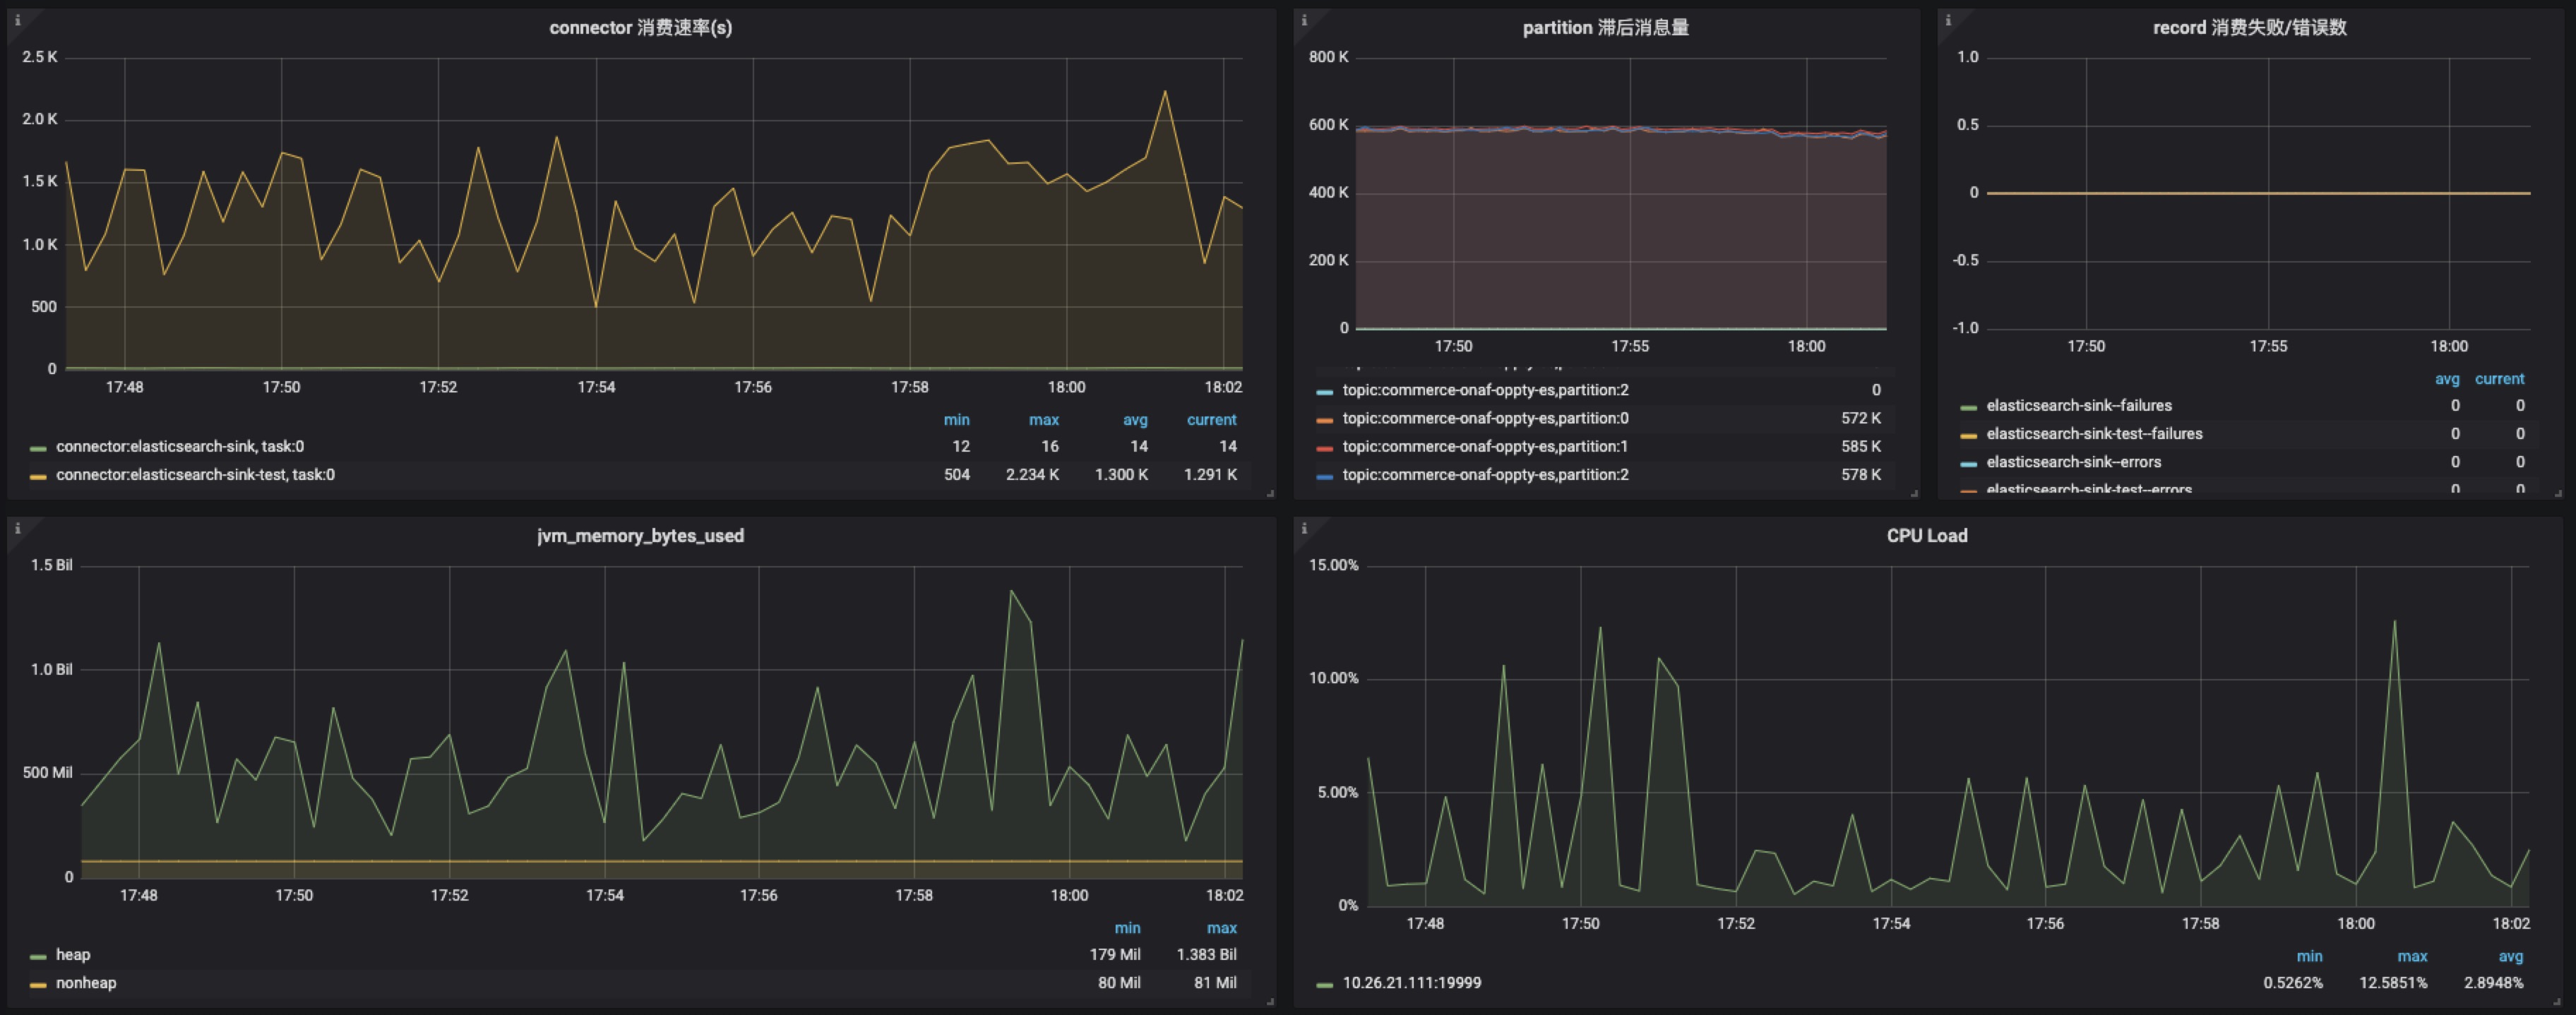 connector 消费速率(s)
2.5 K
2.0 K
1.5 K
1.0 K
500
0
17:48 17:50 17:52 17:54 17:56 17:58 18:00 18:02
min max avg current
connector:elasticsearch-sink, task:0 12 16 14 14
connector:elasticsearch-sink-test, task:0 504 2.234 K 1.300 K 1.291 K
partition 滞后消息量
800 K
600 K
400 K
200 K
0
17:50 17:55 18:00
topic:commerce-onaf-oppty-es,partition:2 0
topic:commerce-onaf-oppty-es,partition:0 572 K
topic:commerce-onaf-oppty-es,partition:1 585 K
topic:commerce-onaf-oppty-es,partition:2 578 K
record 消费失败/错误数
1.0
0.5
0
-0.5
-1.0
17:50 17:55 18:00
avg current
elasticsearch-sink--failures 0 0
elasticsearch-sink-test--failures 0 0
elasticsearch-sink--errors 0 0
elasticsearch-sink-test--errors 0 0
jvm_memory_bytes_used
1.5 Bil
1.0 Bil
500 Mil
0
17:48 17:50 17:52 17:54 17:56 17:58 18:00 18:02
min max
heap 179 Mil 1.383 Bil
nonheap 80 Mil 81 Mil
CPU Load
15.00%
10.00%
5.00%
0%
17:48 17:50 17:52 17:54 17:56 17:58 18:00 18:02
min max avg
10.26.21.111:19999 0.5262% 12.5851% 2.8948%